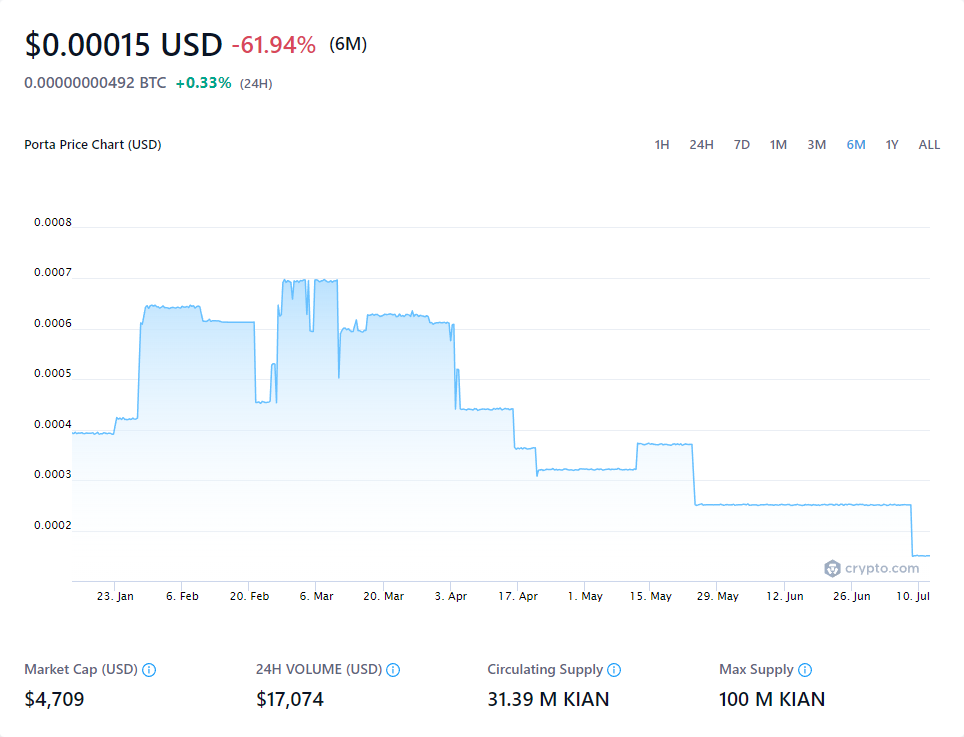 $0.00015 USD -61.94% (6M)
0.00000000492 BTC +0.33% (24H)
Porta Price Chart (USD) 1H 24H 7D 1M 3M 6M 1Y ALL
0.0008
0.0007
0.0006
0.0005
0.0004
0.0003
0.0002
crypto.com
23. Jan 6. Feb 20. Feb 6. Mar 20. Mar 3. Apr 17. Apr 1. May 15. May 29. May 12. Jun 26. Jun 10. Jul
Market Cap (USD) 24H VOLUME (USD) Circulating Supply Max Supply
$4,709 $17,074 31.39 M KIAN 100 M KIAN